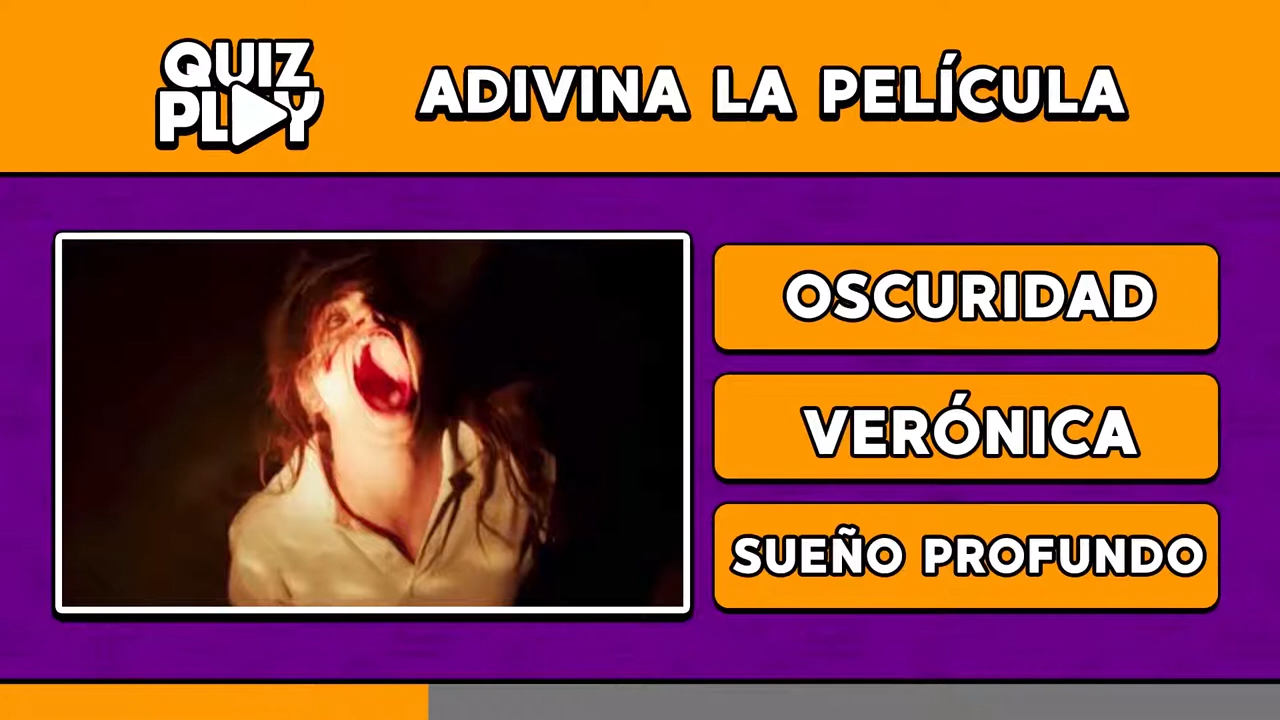 QUIZ
PLAY
ADIVINA LA PELÍCULA
OSCURIDAD
VERÓNICA
SUEÑO PROFUNDO